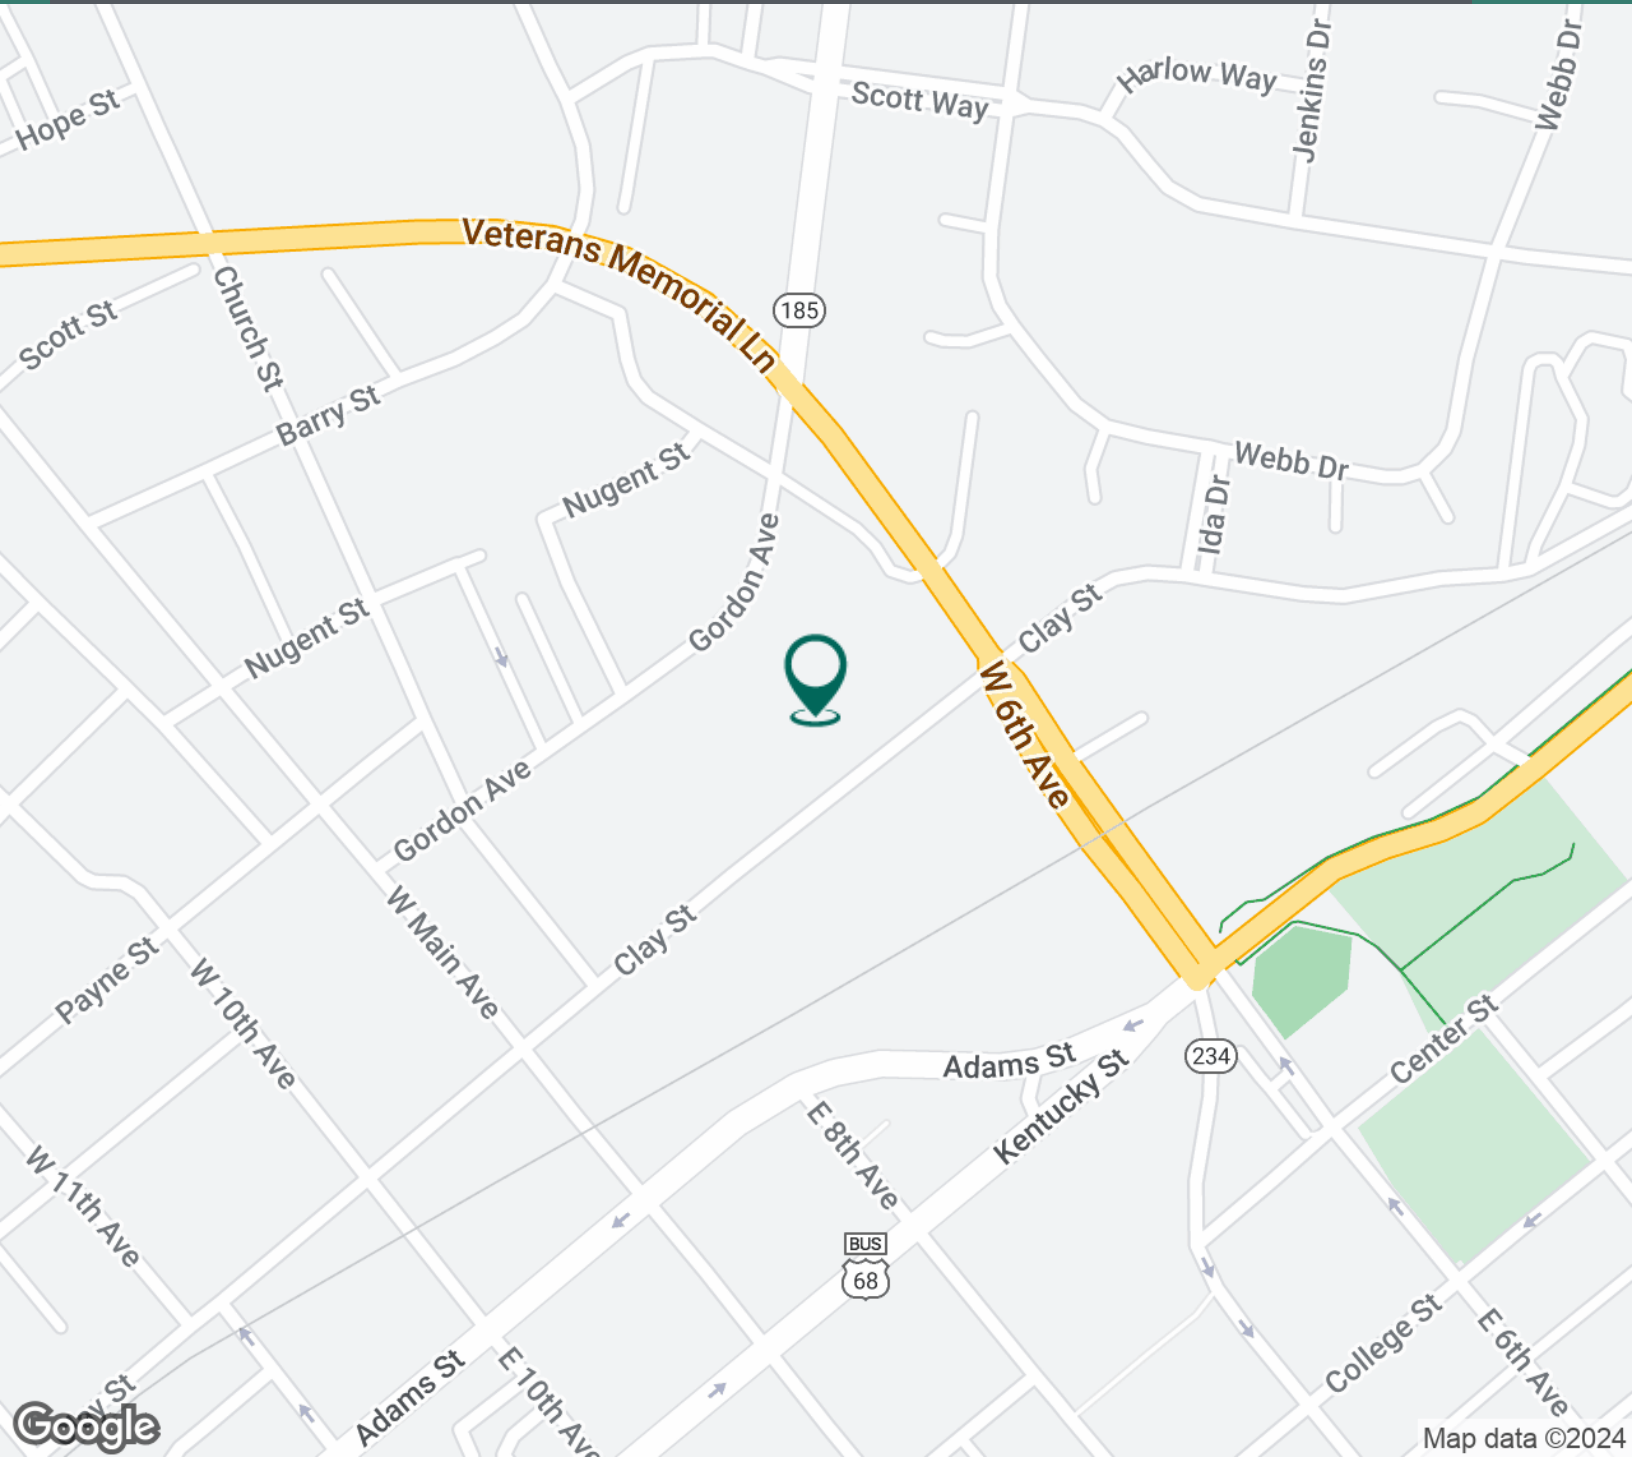 Hope St
Scott Way
Harlow Way
Jenkins Dr
Webb Dr
Veterans Memorial Ln
185
Scott St
Church St
Barry St
Nugent St
Gordon Ave
Webb Dr
Ida Dr
Clay St
Nugent St
W 6th Ave
Gordon Ave
W Main Ave
Clay St
Payne St
W 10th Ave
Adams St
Kentucky St
234
Center St
E 8th Ave
W 11th Ave
BUS
68
College St
E 6th Ave
Adams St
E 10th Ave
St
Google
Map data ©2024